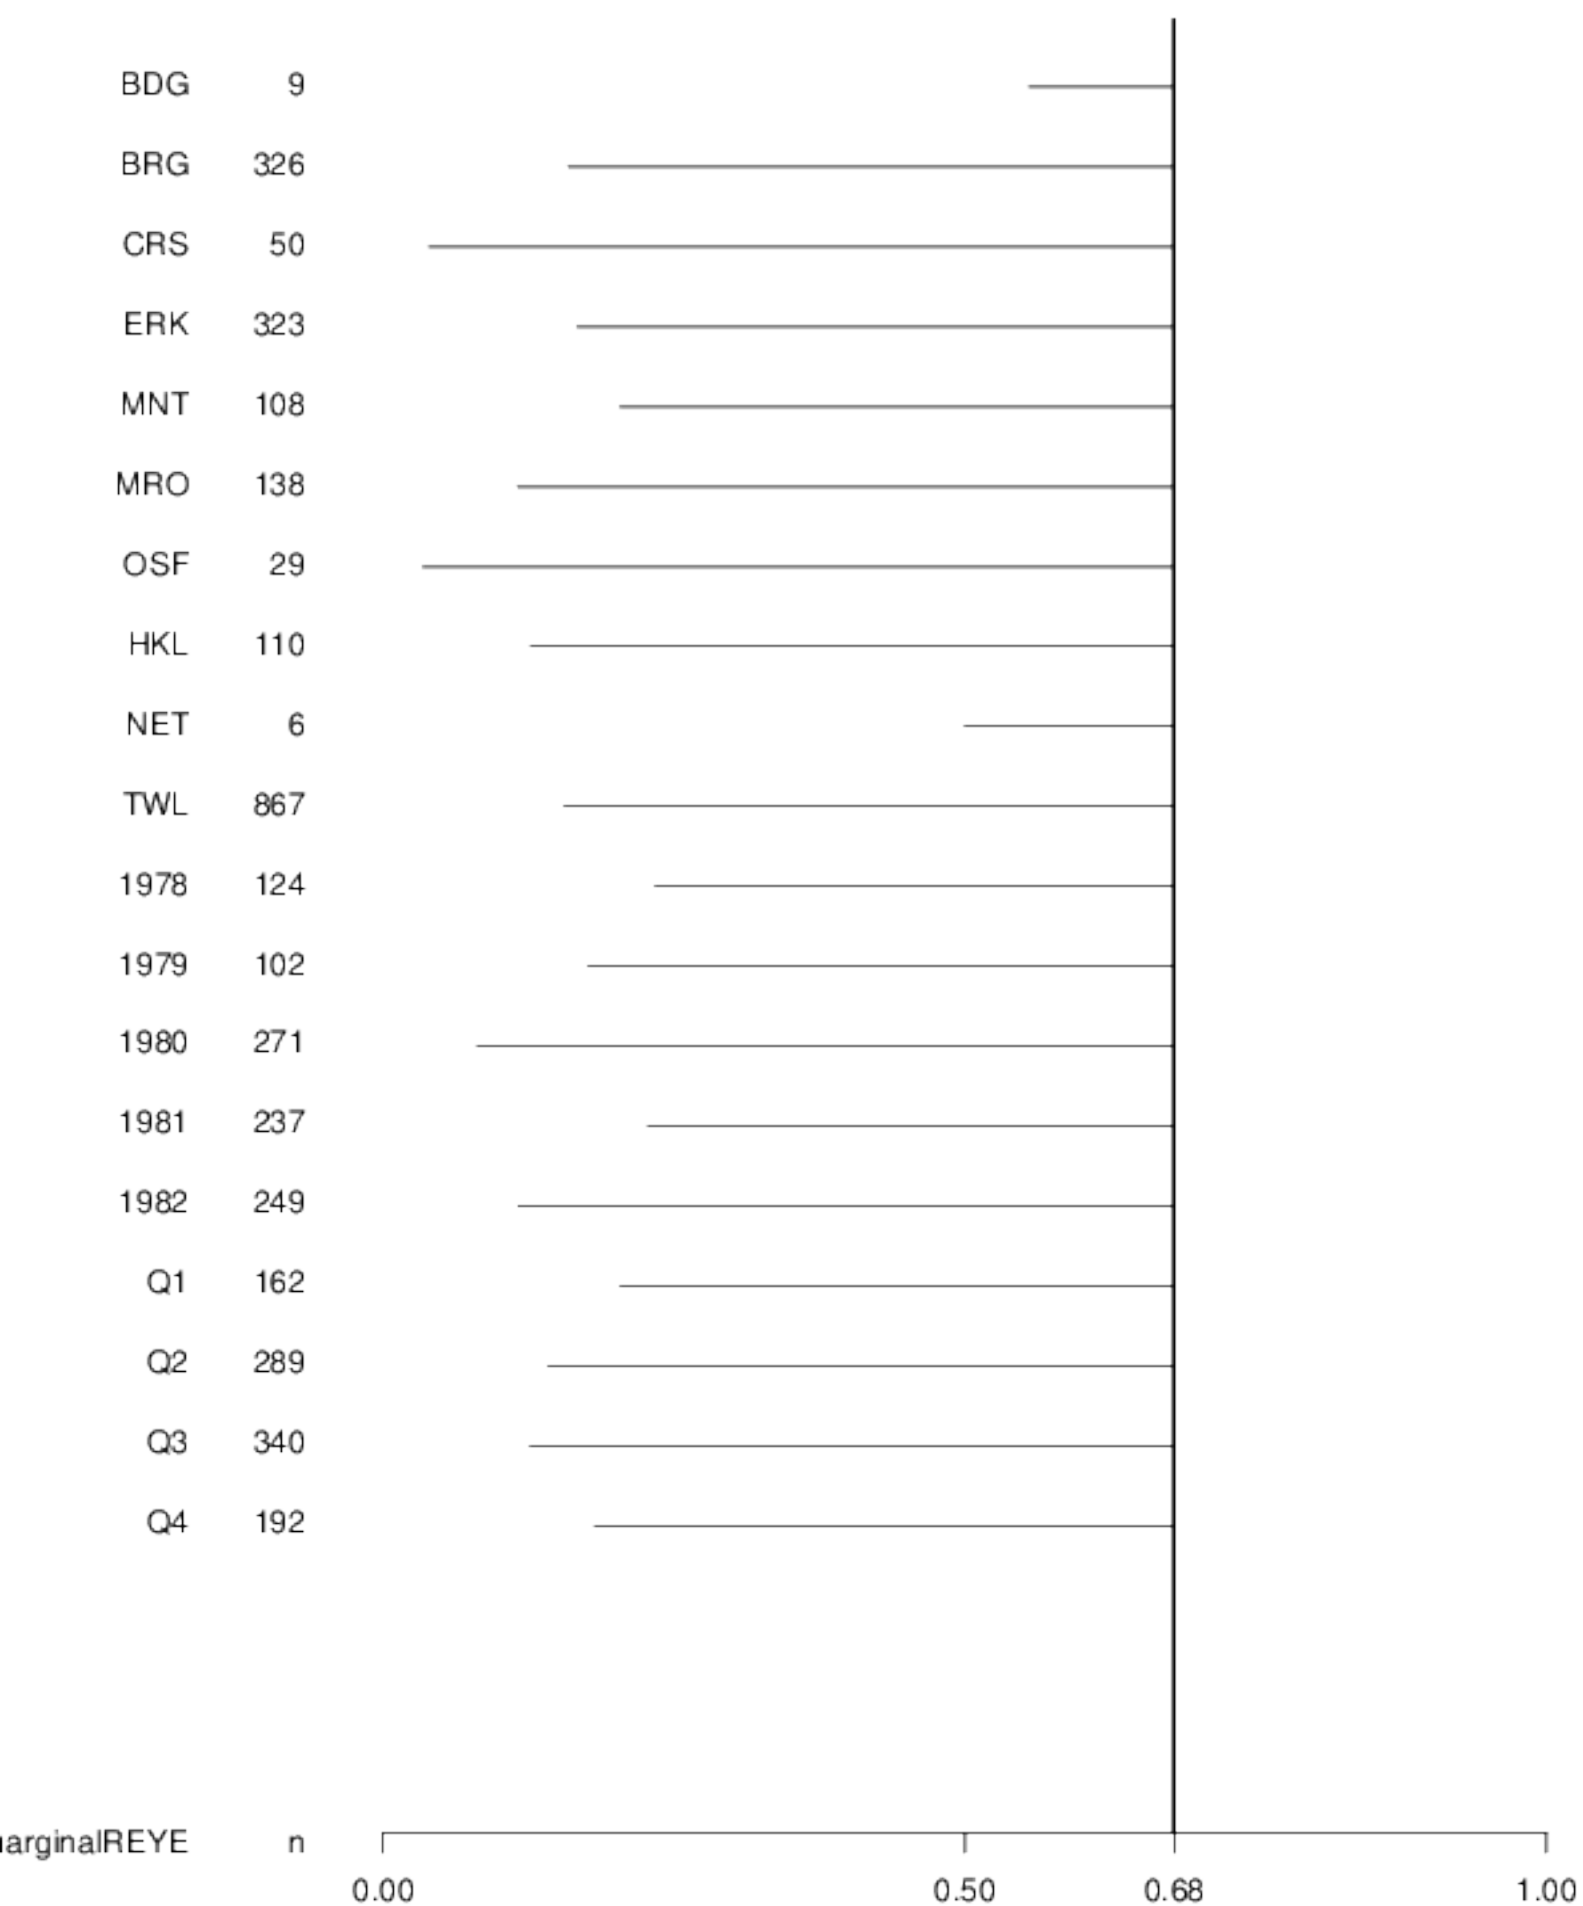 BDG 9
BRG 326
CRS 50
ERK 323
MNT 108
MRO 138
OSF 29
HKL 110
NET 6
TWL 867
1978 124
1979 102
1980 271
1981 237
1982 249
Q1 162
Q2 289
Q3 340
Q4 192
arginalREYE n
0.00 0.50 0.68 1.00